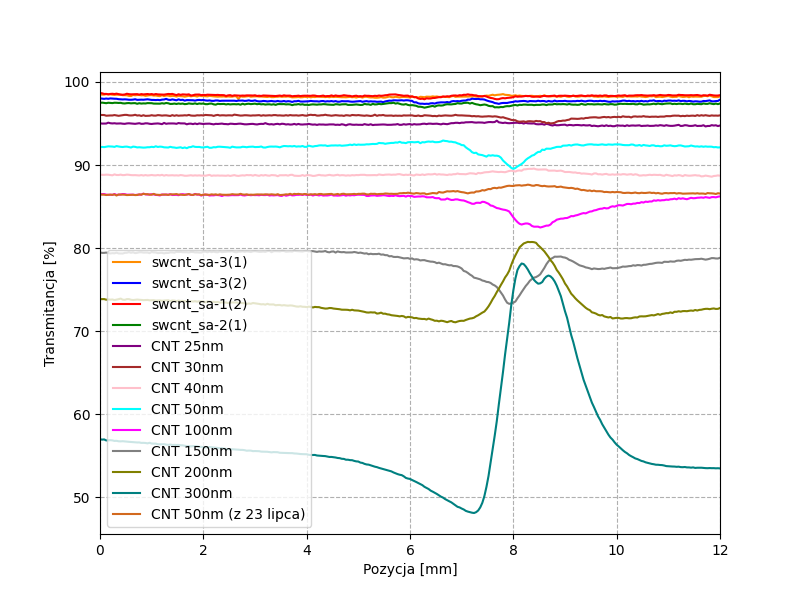 100
90
80
70
60
50
Transmitancja [%]
swcnt_sa-3(1)
swcnt_sa-3(2)
swcnt_sa-1(2)
swcnt_sa-2(1)
CNT 25nm
CNT 30nm
CNT 40nm
CNT 50nm
CNT 100nm
CNT 150nm
CNT 200nm
CNT 300nm
CNT 50nm (z 23 lipca)
0 2 4 6 8 10 12
Pozycja [mm]